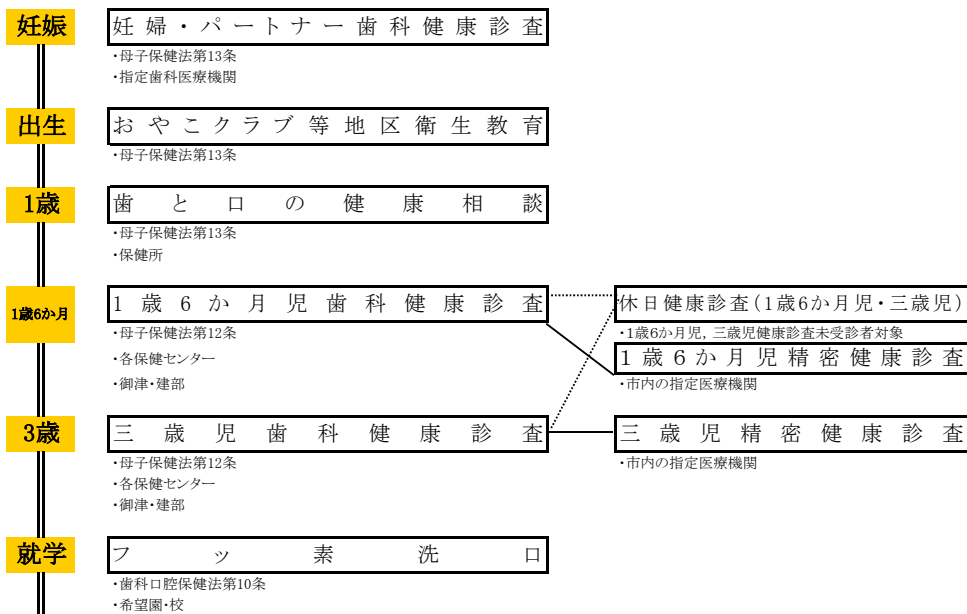 妊娠
妊婦・パートナー歯科健康診査
・母子保健法第13条
・指定歯科医療機関
出生
おやこクラブ等地区衛生教育
・母子保健法第13条
1歳
歯と口の健康相談
・母子保健法第13条
・保健所
1歳6か月
1歳6か月児歯科健康診査
・母子保健法第12条
・各保健センター
・御津・建部
休日健康診査(1歳6か月児・三歳児)
・1歳6か月児, 三歳児健康診査未受診者対象
1歳6か月児精密健康診査
・市内の指定医療機関
3歳
三歳児歯科健康診査
・母子保健法第12条
・各保健センター
・御津・建部
三歳児精密健康診査
・市内の指定医療機関
就学
フッ素洗口
・歯科口腔保健法第10条
・希望園・校